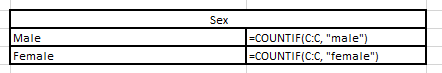 Sex
Male =COUNTIF(C:C, "male")
Female =COUNTIF(C:C, "female")